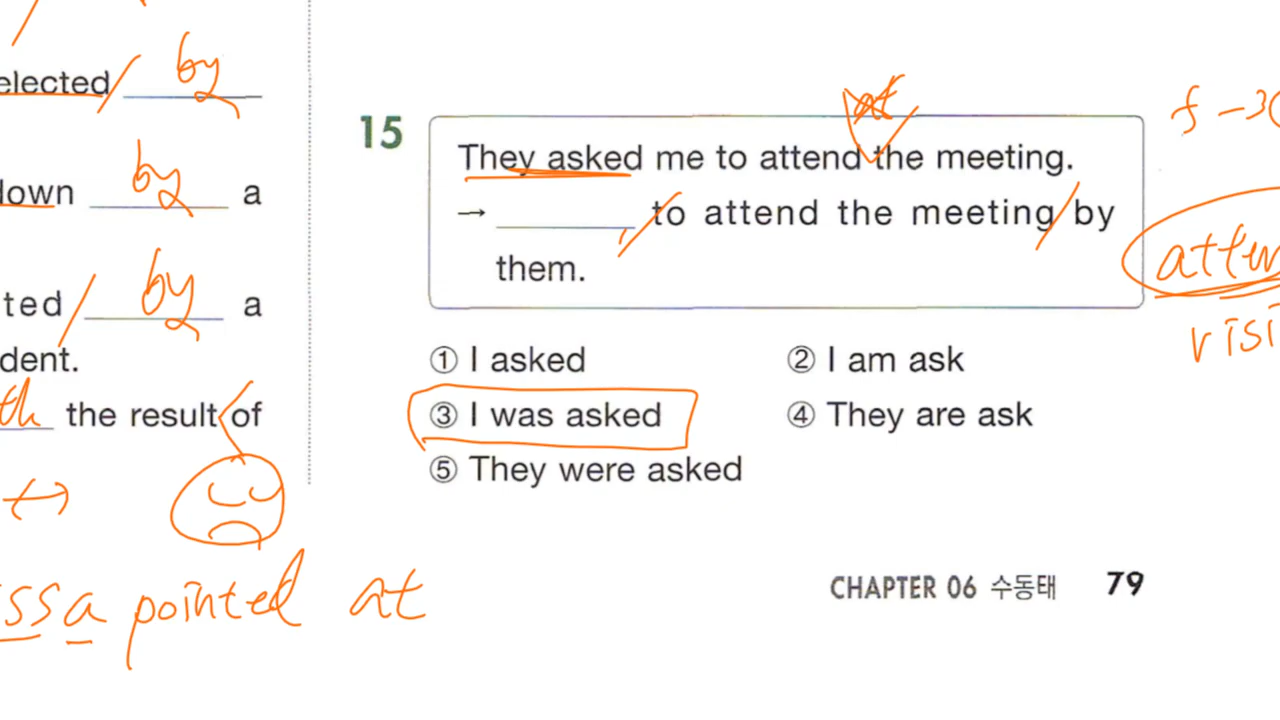 elected by
down by a
ted by a
dent.
th the result of
ssa pointed at
15
at
They asked me to attend the meeting.
→ ________ to attend the meeting by
them.
① I asked
② I am ask
③ I was asked
④ They are ask
⑤ They were asked
CHAPTER 06 수동태 79